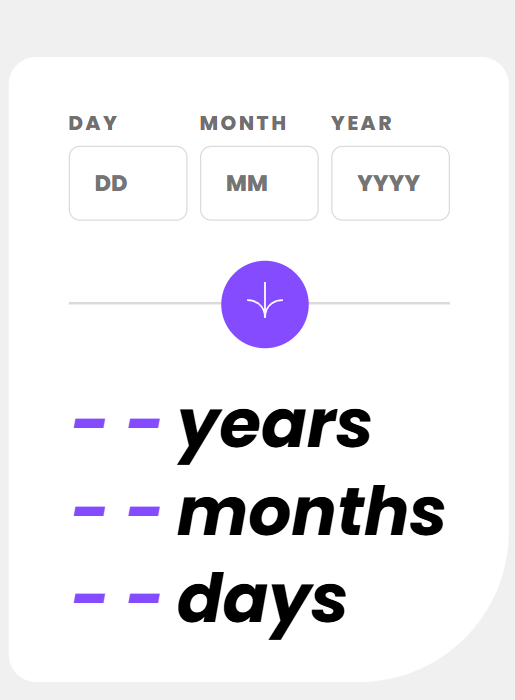 DAY MONTH YEAR
DD MM YYYY
- - years
- - months
- - days